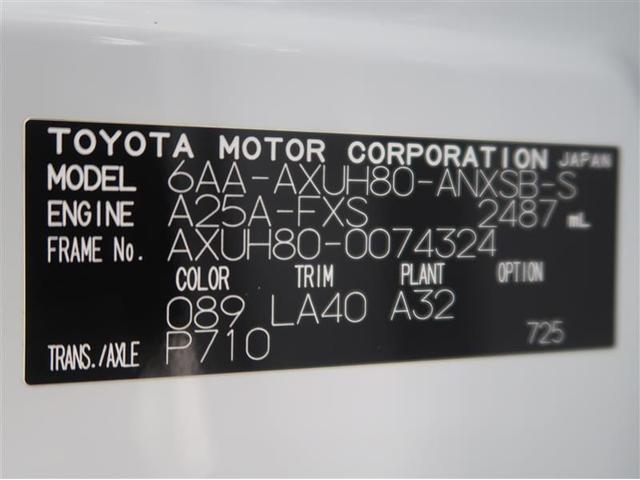 TOYOTA MOTOR CORPORATION JAPAN
MODEL 6AA-AXUH80-ANXSB-S
ENGINE A25A-FXS 2487 mL
FRAME No. AXUH80-0074324
COLOR TRIM PLANT OPTION
089 LA40 A32
TRANS./AXLE P710 725